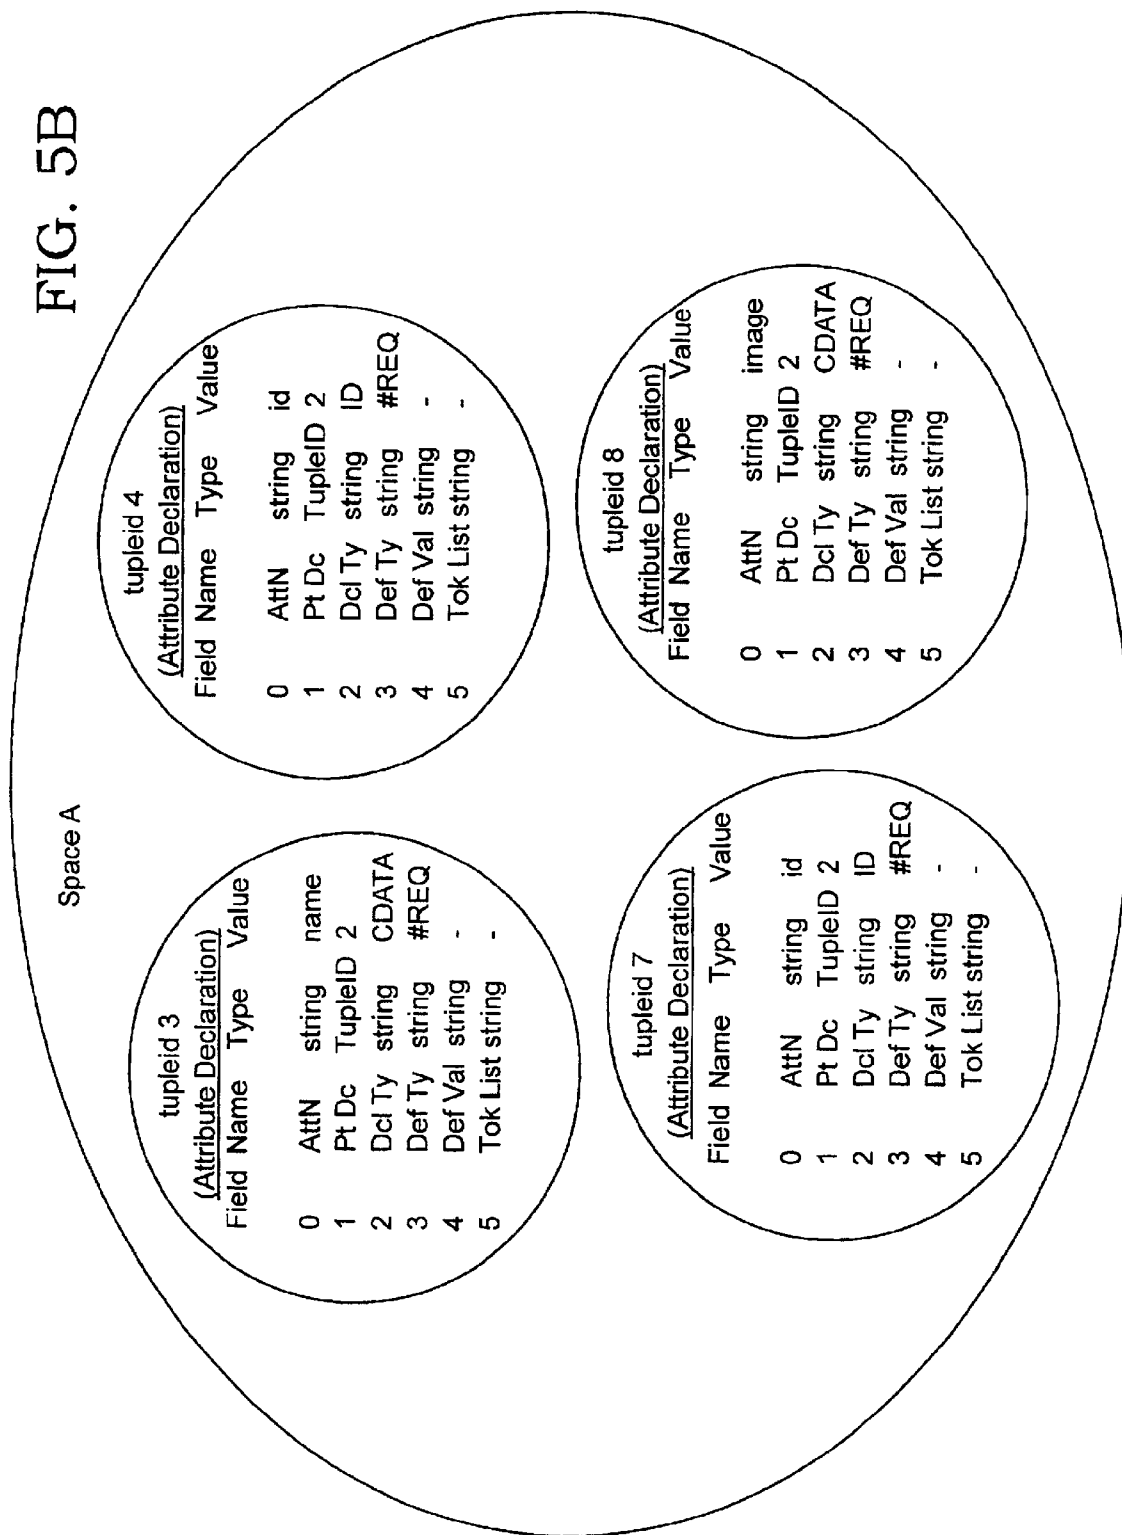 FIG. 5B
Space A
tupleid 3
(Attribute Declaration)
Field Name Type Value
0 AttN string name
1 Pt Dc TupleID 2
2 Dcl Ty string CDATA
3 Def Ty string #REQ
4 Def Val string -
5 Tok List string -
tupleid 4
(Attribute Declaration)
Field Name Type Value
0 AttN string id
1 Pt Dc TupleID 2
2 Dcl Ty string ID
3 Def Ty string #REQ
4 Def Val string -
5 Tok List string -
tupleid 7
(Attribute Declaration)
Field Name Type Value
0 AttN string id
1 Pt Dc TupleID 2
2 Dcl Ty string ID
3 Def Ty string #REQ
4 Def Val string -
5 Tok List string -
tupleid 8
(Attribute Declaration)
Field Name Type Value
0 AttN string image
1 Pt Dc TupleID 2
2 Dcl Ty string CDATA
3 Def Ty string #REQ
4 Def Val string -
5 Tok List string -